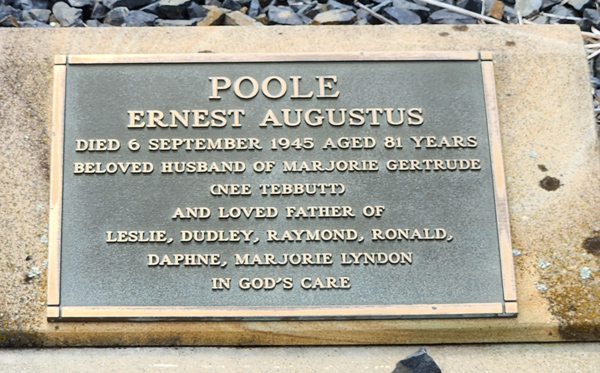 POOLE
ERNEST AUGUSTUS
DIED 6 SEPTEMBER 1945 AGED 81 YEARS
BELOVED HUSBAND OF MARJORIE GERTRUDE
(NEE TEBBUTT)
AND LOVED FATHER OF
LESLIE, DUDLEY, RAYMOND, RONALD,
DAPHNE, MARJORIE LYNDON
IN GOD'S CARE